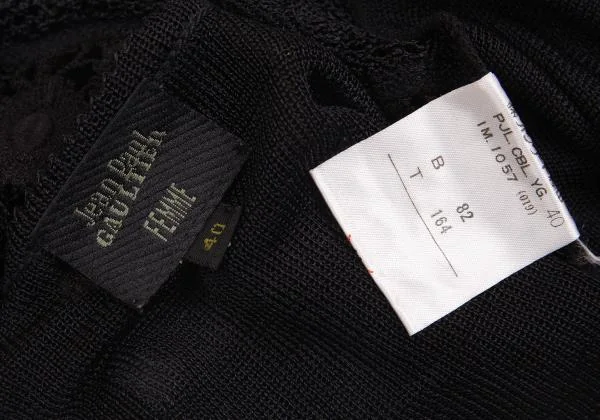 Jean Paul
GAULTIER
FEMME
40
PJL. CBL. YG. 40
IM. 1057 (019)
B 82
T 164